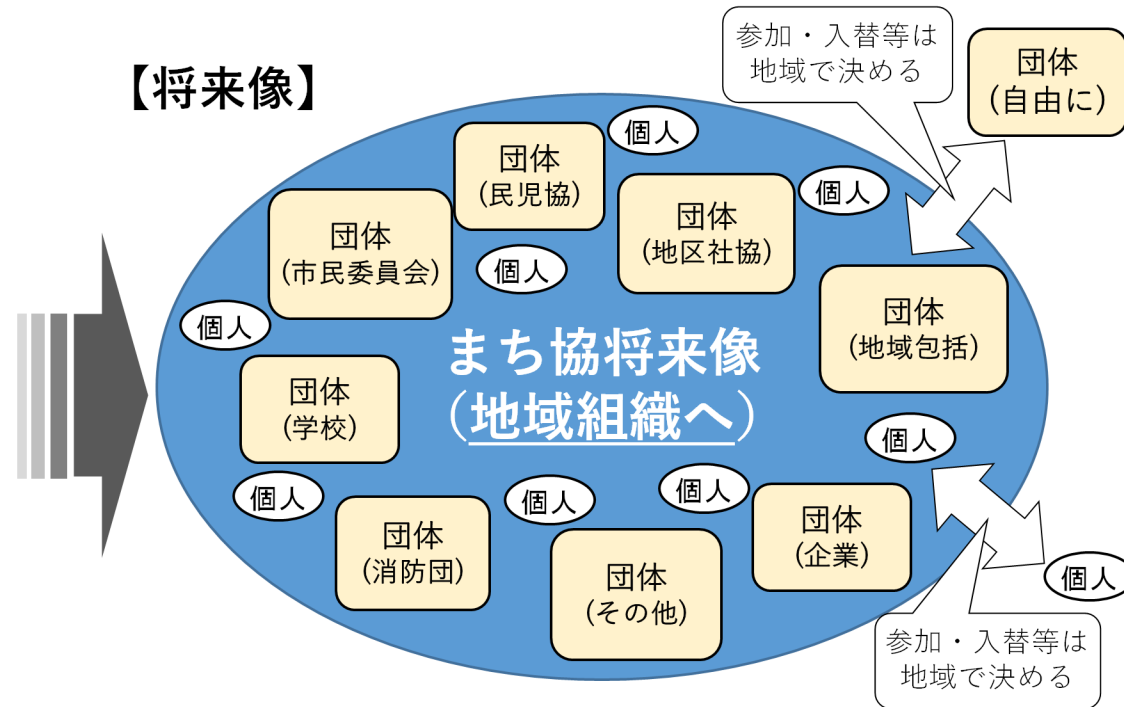 【将来像】
参加・入替等は
地域で決める
団体
(自由に)
個人
団体
(民児協)
個人
団体
(地区社協)
団体
(市民委員会)
個人
団体
(地域包括)
個人
まち協将来像
(地域組織へ)
団体
(学校)
個人
個人
個人
個人
団体
(消防団)
団体
(その他)
団体
(企業)
個人
参加・入替等は
地域で決める